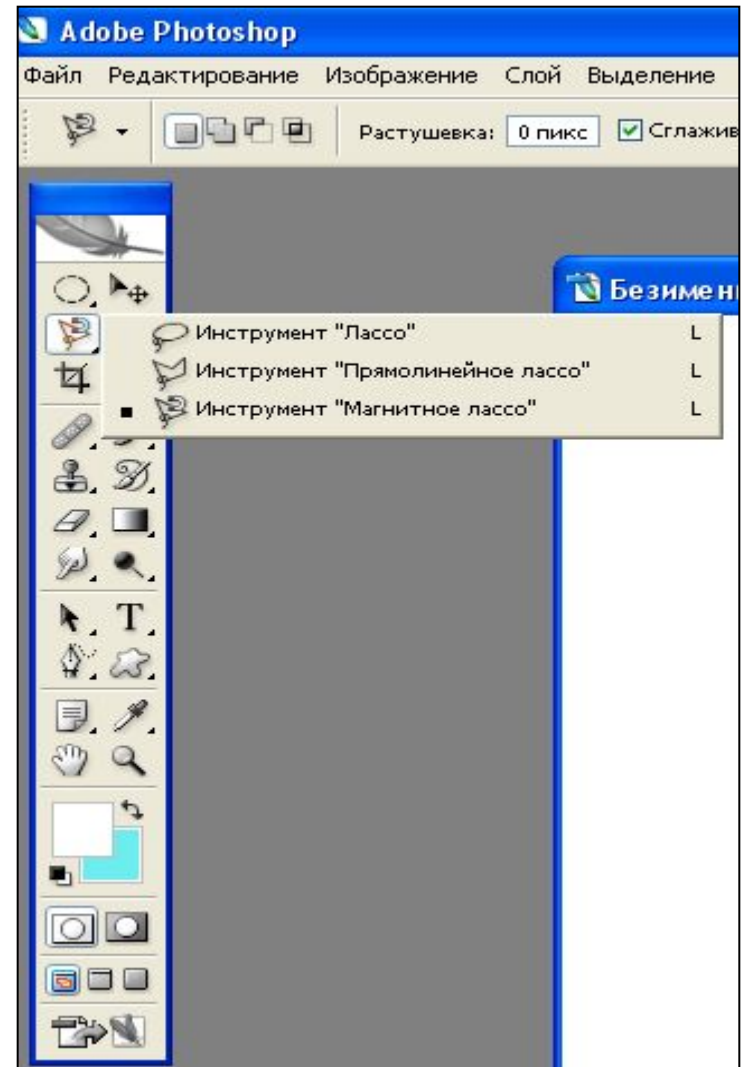 Adobe Photoshop
Файл Редактирование Изображение Слой Выделение
Растушевка: 0 пикс Сглажив
Безимен
Инструмент "Лассо" L
Инструмент "Прямолинейное лассо" L
Инструмент "Магнитное лассо" L
T